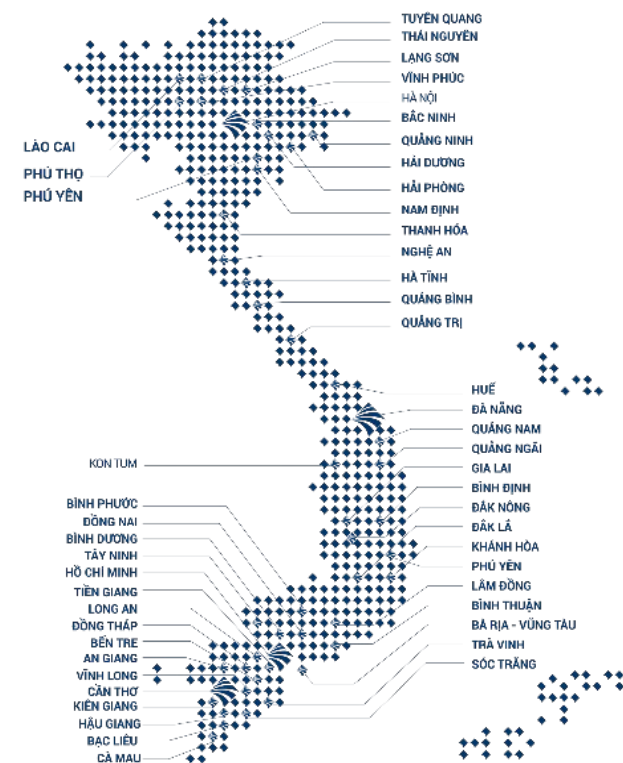 TUYÊN QUANG
THÁI NGUYÊN
LẠNG SƠN
VĨNH PHÚC
HÀ NỘI
BẮC NINH
QUẢNG NINH
HẢI DƯƠNG
HẢI PHÒNG
NAM ĐỊNH
THANH HÓA
NGHỆ AN
HÀ TĨNH
QUẢNG BÌNH
QUẢNG TRỊ
LÀO CAI
PHÚ THỌ
PHÚ YÊN
HUẾ
ĐÀ NẴNG
QUẢNG NAM
QUẢNG NGÃI
GIA LAI
BÌNH ĐỊNH
ĐĂK NÔNG
ĐĂK LẮ
KHÁNH HÒA
PHÚ YÊN
LÂM ĐỒNG
BÌNH THUẬN
BÀ RỊA - VŨNG TÀU
TRÀ VINH
SÓC TRĂNG
KON TUM
BÌNH PHƯỚC
ĐỒNG NAI
BÌNH DƯƠNG
TÂY NINH
HỒ CHÍ MINH
TIỀN GIANG
LONG AN
ĐỒNG THÁP
BẾN TRE
AN GIANG
VĨNH LONG
CẦN THƠ
KIÊN GIANG
HẬU GIANG
BẠC LIÊU
CÀ MAU